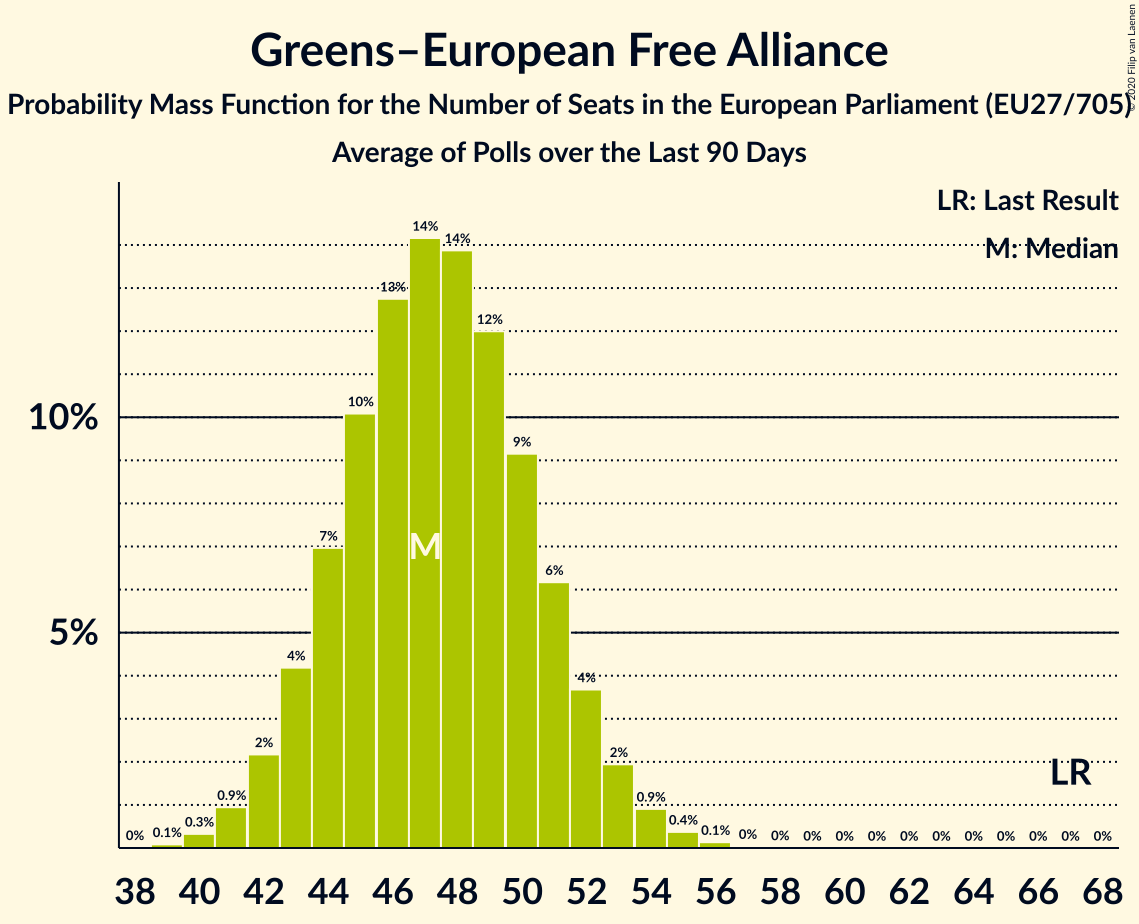 Greens–European Free Alliance
Probability Mass Function for the Number of Seats in the European Parliament (EU27/705)
Average of Polls over the Last 90 Days
© 2020 Filip van Laenen
LR: Last Result
M: Median
14%
14%
13%
12%
10%
10%
9%
7%
M
6%
5%
4%
4%
2%
2%
LR
0% 0.1% 0.3% 0.9% 0.9% 0.4% 0.1% 0% 0% 0% 0% 0% 0% 0% 0% 0% 0% 0% 0%
38 40 42 44 46 48 50 52 54 56 58 60 62 64 66 68